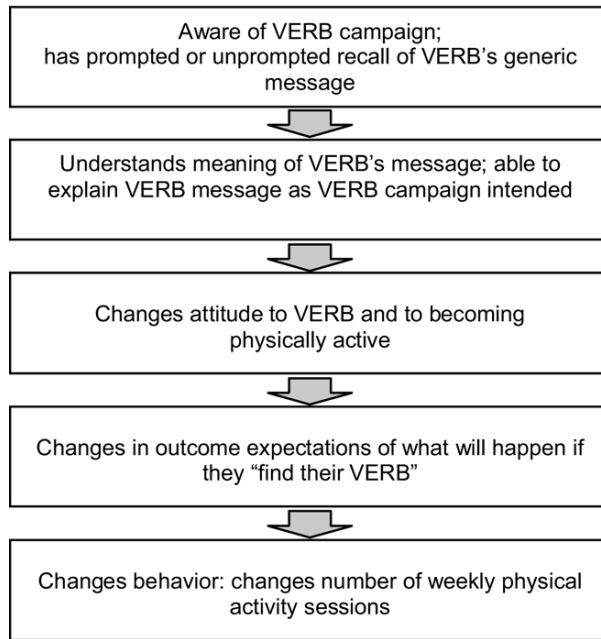 Aware of VERB campaign;
has prompted or unprompted recall of VERB’s generic
message
Understands meaning of VERB’s message; able to
explain VERB message as VERB campaign intended
Changes attitude to VERB and to becoming
physically active
Changes in outcome expectations of what will happen if
they “find their VERB”
Changes behavior: changes number of weekly physical
activity sessions